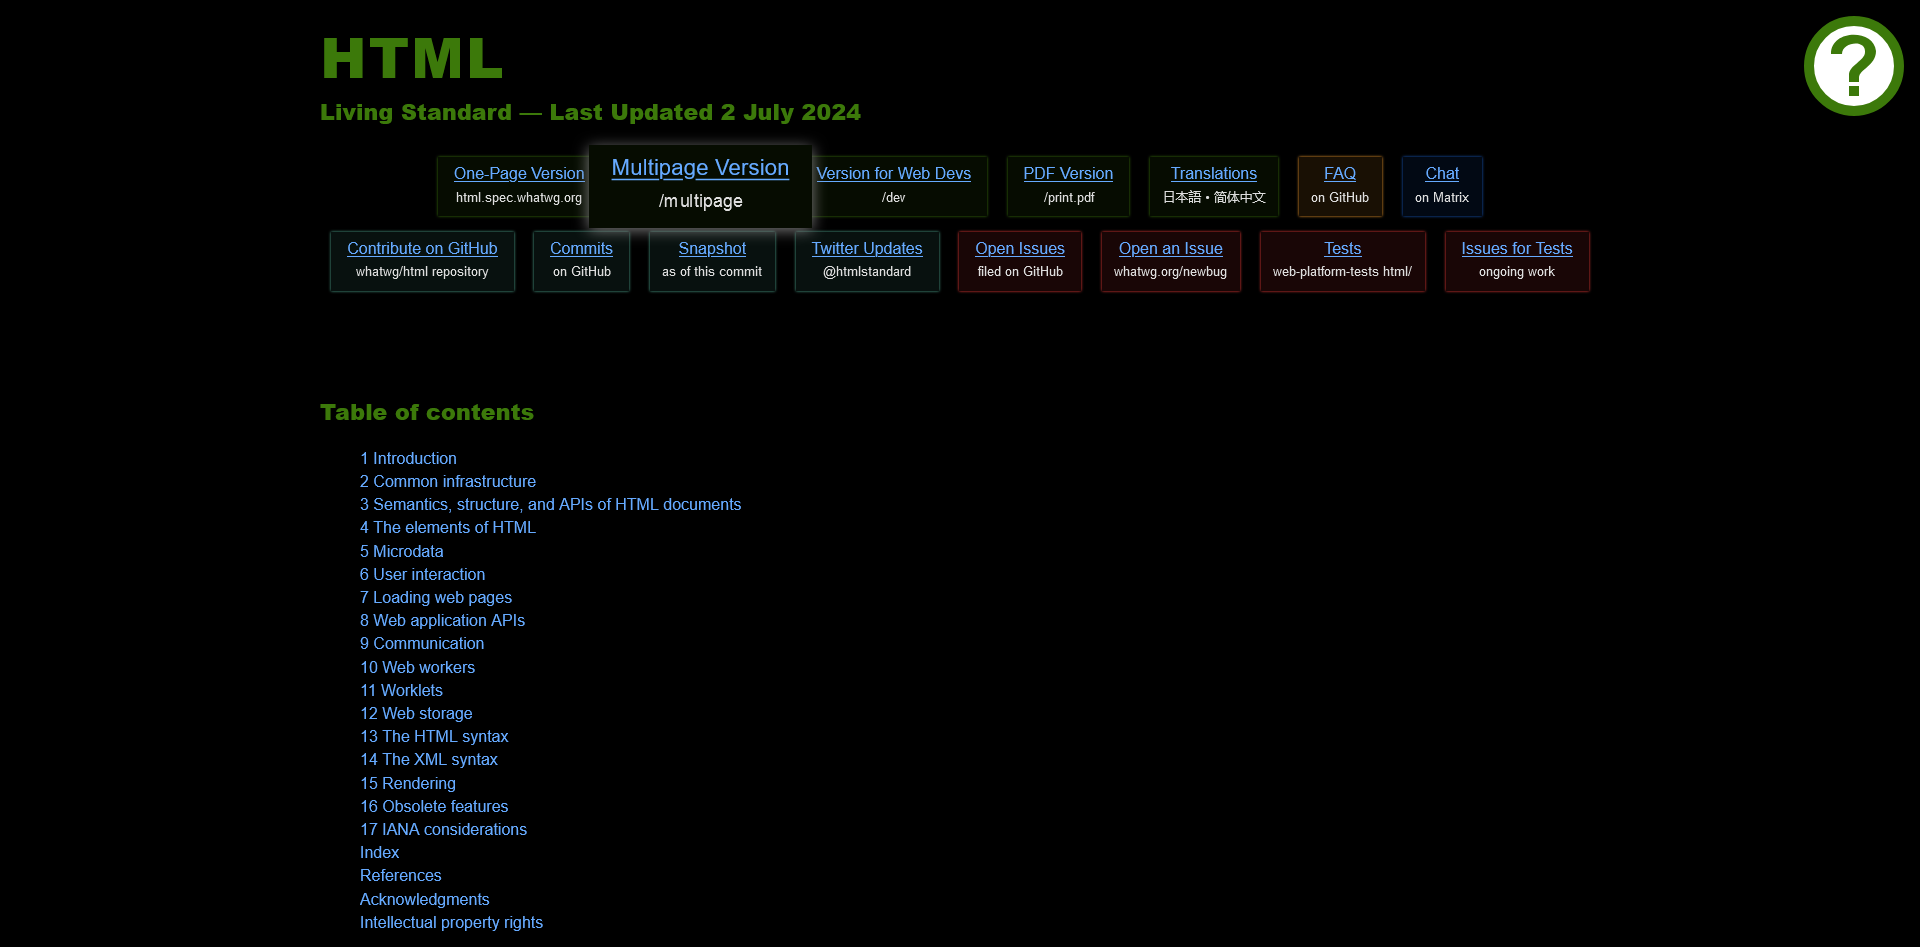 HTML
?
Living Standard — Last Updated 2 July 2024
One-Page Version
html.spec.whatwg.org
Multipage Version
/multipage
Version for Web Devs
/dev
PDF Version
/print.pdf
Translations
日本語 • 简体中文
FAQ
on GitHub
Chat
on Matrix
Contribute on GitHub
whatwg/html repository
Commits
on GitHub
Snapshot
as of this commit
Twitter Updates
@htmlstandard
Open Issues
filed on GitHub
Open an Issue
whatwg.org/newbug
Tests
web-platform-tests html/
Issues for Tests
ongoing work
Table of contents
1 Introduction
2 Common infrastructure
3 Semantics, structure, and APIs of HTML documents
4 The elements of HTML
5 Microdata
6 User interaction
7 Loading web pages
8 Web application APIs
9 Communication
10 Web workers
11 Worklets
12 Web storage
13 The HTML syntax
14 The XML syntax
15 Rendering
16 Obsolete features
17 IANA considerations
Index
References
Acknowledgments
Intellectual property rights